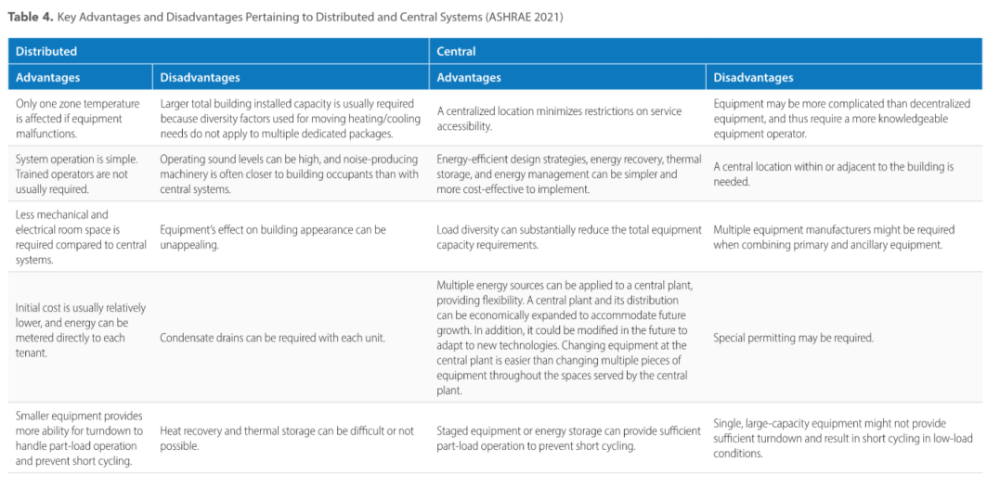 Table 4. Key Advantages and Disadvantages Pertaining to Distributed and Central Systems (ASHRAE 2021)
Distributed
Central
Advantages
Disadvantages
Advantages
Disadvantages
Only one zone temperature
is affected if equipment
malfunctions.
Larger total building installed capacity is usually required
because diversity factors used for moving heating/cooling
needs do not apply to multiple dedicated packages.
A centralized location minimizes restrictions on service
accessibility.
Equipment may be more complicated than decentralized
equipment, and thus require a more knowledgeable
equipment operator.
System operation is simple.
Trained operators are not
usually required.
Operating sound levels can be high, and noise-producing
machinery is often closer to building occupants than with
central systems.
Energy-efficient design strategies, energy recovery, thermal
storage, and energy management can be simpler and
more cost-effective to implement.
A central location within or adjacent to the building is
needed.
Less mechanical and
electrical room space is
required compared to central
systems.
Equipment's effect on building appearance can be
unappealing.
Load diversity can substantially reduce the total equipment
capacity requirements.
Multiple equipment manufacturers might be required
when combining primary and ancillary equipment.
Initial cost is usually relatively
lower, and energy can be
metered directly to each
tenant.
Condensate drains can be required with each unit.
Multiple energy sources can be applied to a central plant,
providing flexibility. A central plant and its distribution
can be economically expanded to accommodate future
growth. In addition, it could be modified in the future to
adapt to new technologies. Changing equipment at the
central plant is easier than changing multiple pieces of
equipment throughout the spaces served by the central
plant.
Special permitting may be required.
Smaller equipment provides
more ability for turndown to
handle part-load operation
and prevent short cycling.
Heat recovery and thermal storage can be difficult or not
possible.
Staged equipment or energy storage can provide sufficient
part-load operation to prevent short cycling.
Single, large-capacity equipment might not provide
sufficient turndown and result in short cycling in low-load
conditions.